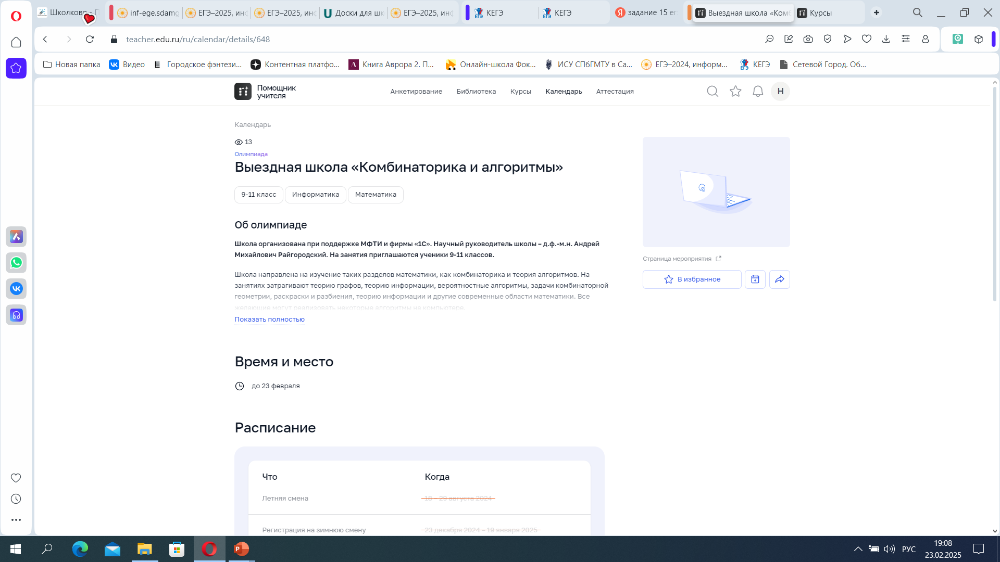 Школково - П
inf-ege.sdamg
ЕГЭ–2025, инф
ЕГЭ–2025, инф
Доски для шк
ЕГЭ–2025, инф
КЕГЭ
КЕГЭ
задание 15 ег
Выездная школа «Комб
Курсы
teacher.edu.ru/ru/calendar/details/648
Новая папка
Видео
Городское фэнтези...
Контентная платфо...
Книга Аврора 2. П...
Онлайн-школа Фок...
ИСУ СПбГМТУ в Са...
ЕГЭ–2024, информ...
КЕГЭ
Сетевой Город. Об...
Помощник
учителя
Анкетирование
Библиотека
Курсы
Календарь
Аттестация
Н
Календарь
13
Олимпиада
Выездная школа «Комбинаторика и алгоритмы»
9-11 класс
Информатика
Математика
Об олимпиаде
Школа организована при поддержке МФТИ и фирмы «1С». Научный руководитель школы – д.ф.-м.н. Андрей
Михайлович Райгородский. На занятия приглашаются ученики 9-11 классов.
Школа направлена на изучение таких разделов математики, как комбинаторика и теория алгоритмов. На
занятиях затрагивают теорию графов, теорию информации, вероятностные алгоритмы, задачи комбинаторной
геометрии, раскраски и разбиения, теорию информации и другие современные области математики. Все
желающие могут реализовать некоторые алгоритмы на компьютере.
Показать полностью
Страница мероприятия
В избранное
Время и место
до 23 февраля
Расписание
Что
Когда
Летняя смена
18 – 29 августа 2024
Регистрация на зимнюю смену
23 декабря 2024 – 19 января 2025
РУС
19:08
23.02.2025